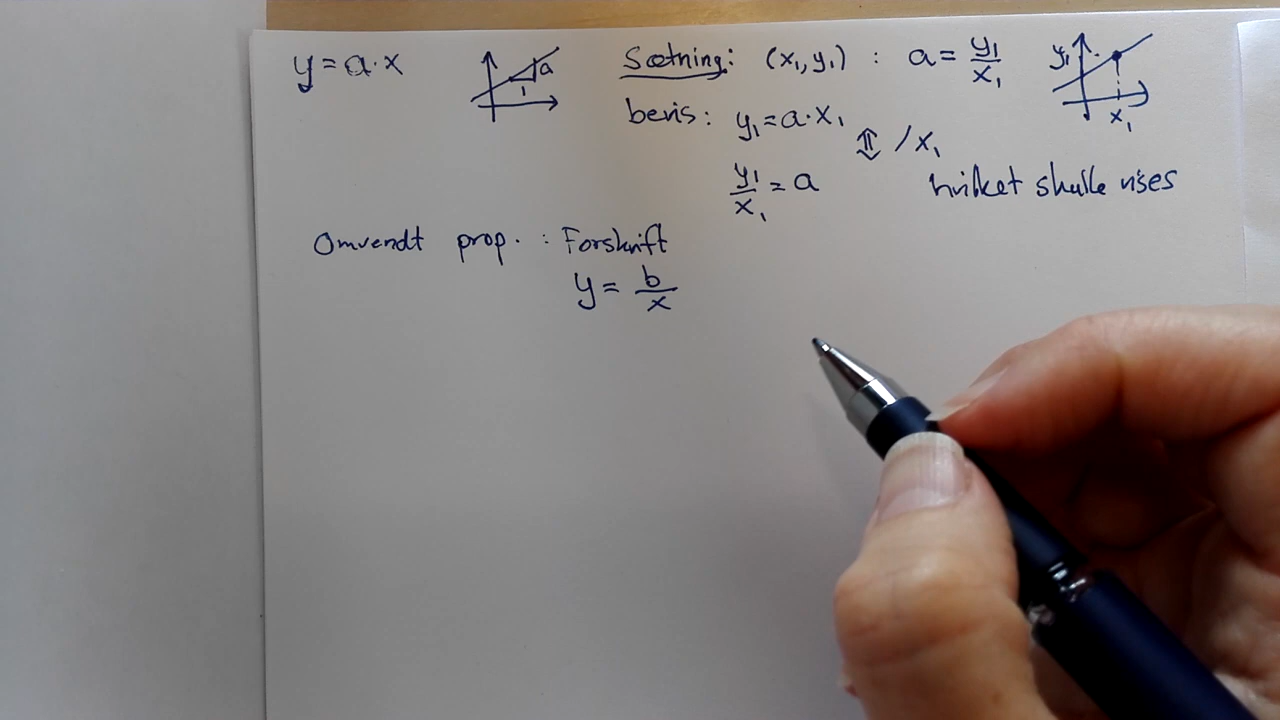 y = a · x
a
1
Sætning: (x₁, y₁) : a = y₁/x₁
y₁
x₁
bevis: y₁ = a · x₁
⇕ /x₁
y₁/x₁ = a hvilket skulle vises
Omvendt prop. : Forskrift
y = b/x